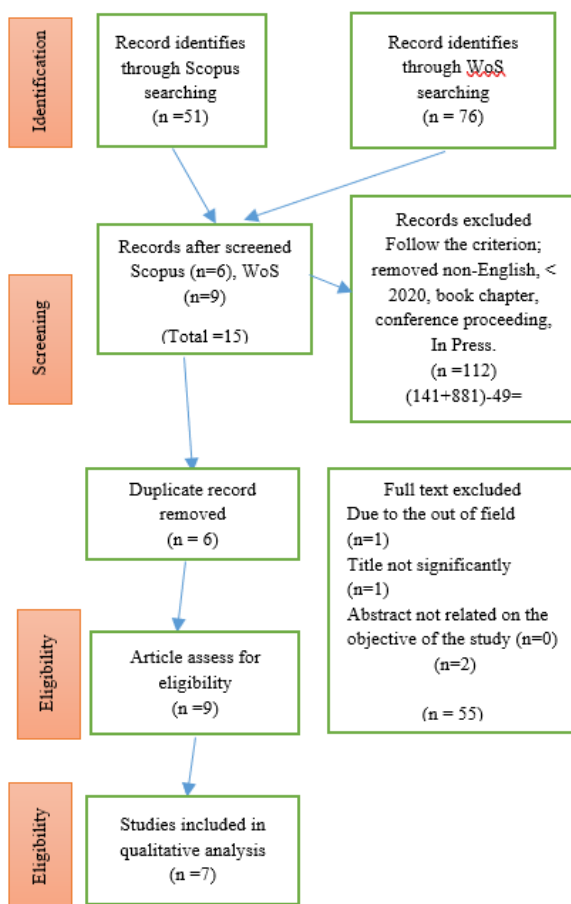 Identification
Record identifies
through Scopus
searching
(n =51)
Record identifies
through WoS
searching
(n = 76)
Screening
Records after screened
Scopus (n=6), WoS
(n=9)
(Total =15)
Records excluded
Follow the criterion;
removed non-English, <
2020, book chapter,
conference proceeding,
In Press.
(n =112)
(141+881)-49=
Duplicate record
removed
(n = 6)
Full text excluded
Due to the out of field
(n=1)
Title not significantly
(n=1)
Abstract not related on the
objective of the study (n=0)
(n=2)
(n = 55)
Eligibility
Article assess for
eligibility
(n =9)
Eligibility
Studies included in
qualitative analysis
(n =7)